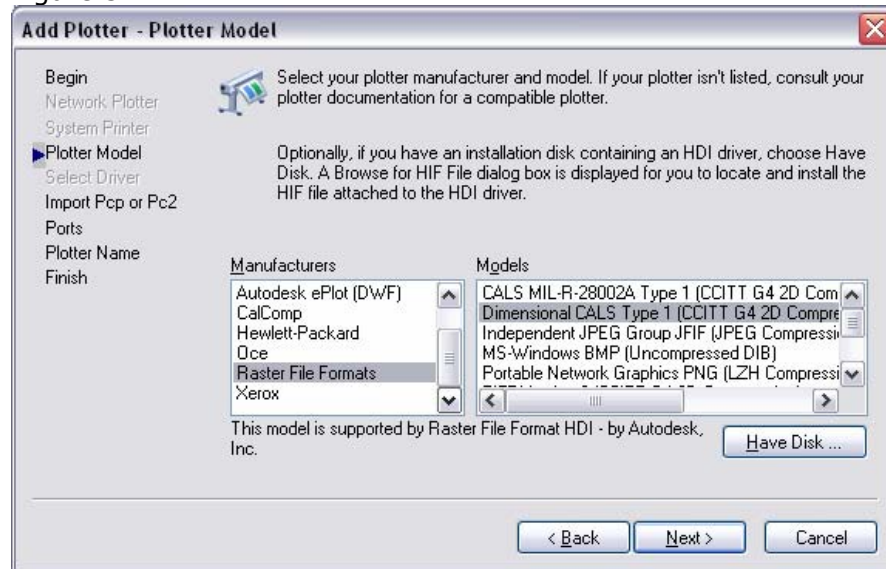 Add Plotter - Plotter Model
Begin
Network Plotter
System Printer
Plotter Model
Select Driver
Import Pcp or Pc2
Ports
Plotter Name
Finish
Select your plotter manufacturer and model. If your plotter isn't listed, consult your
plotter documentation for a compatible plotter.
Optionally, if you have an installation disk containing an HDI driver, choose Have
Disk. A Browse for HIF File dialog box is displayed for you to locate and install the
HIF file attached to the HDI driver.
Manufacturers
Autodesk ePlot (DWF)
CalComp
Hewlett-Packard
Oce
Raster File Formats
Xerox
Models
CALS MIL-R-28002A Type 1 (CCITT G4 2D Com
Dimensional CALS Type 1 (CCITT G4 2D Compre
Independent JPEG Group JFIF (JPEG Compressi
MS-Windows BMP (Uncompressed DIB)
Portable Network Graphics PNG (LZH Compressi
This model is supported by Raster File Format HDI - by Autodesk,
Inc.
Have Disk ...
< Back
Next >
Cancel